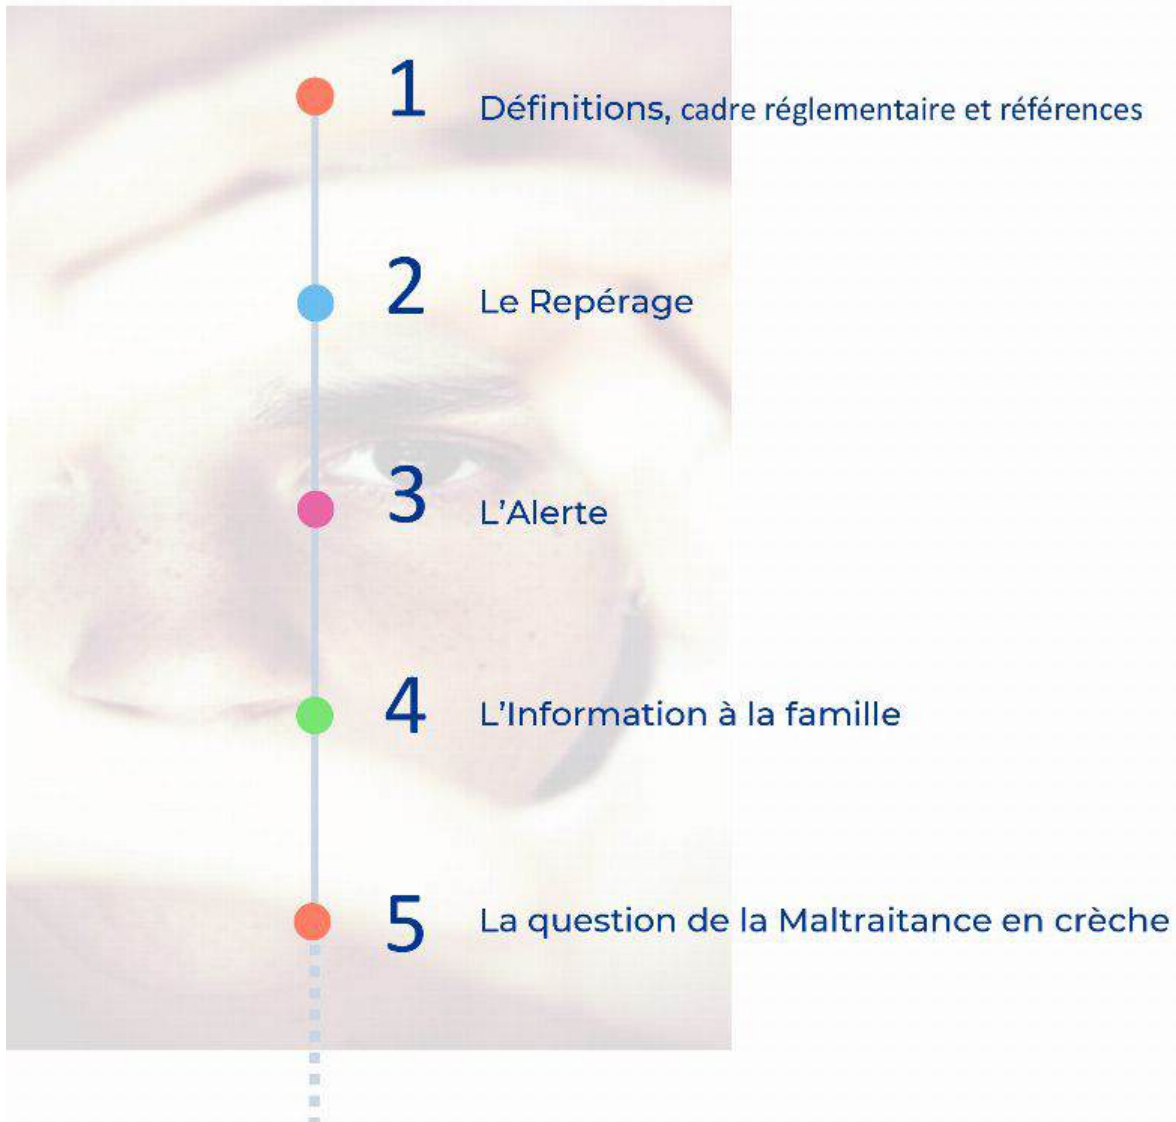 1 Définitions, cadre réglementaire et références
2 Le Repérage
3 L'Alerte
4 L'Information à la famille
5 La question de la Maltraitance en crèche